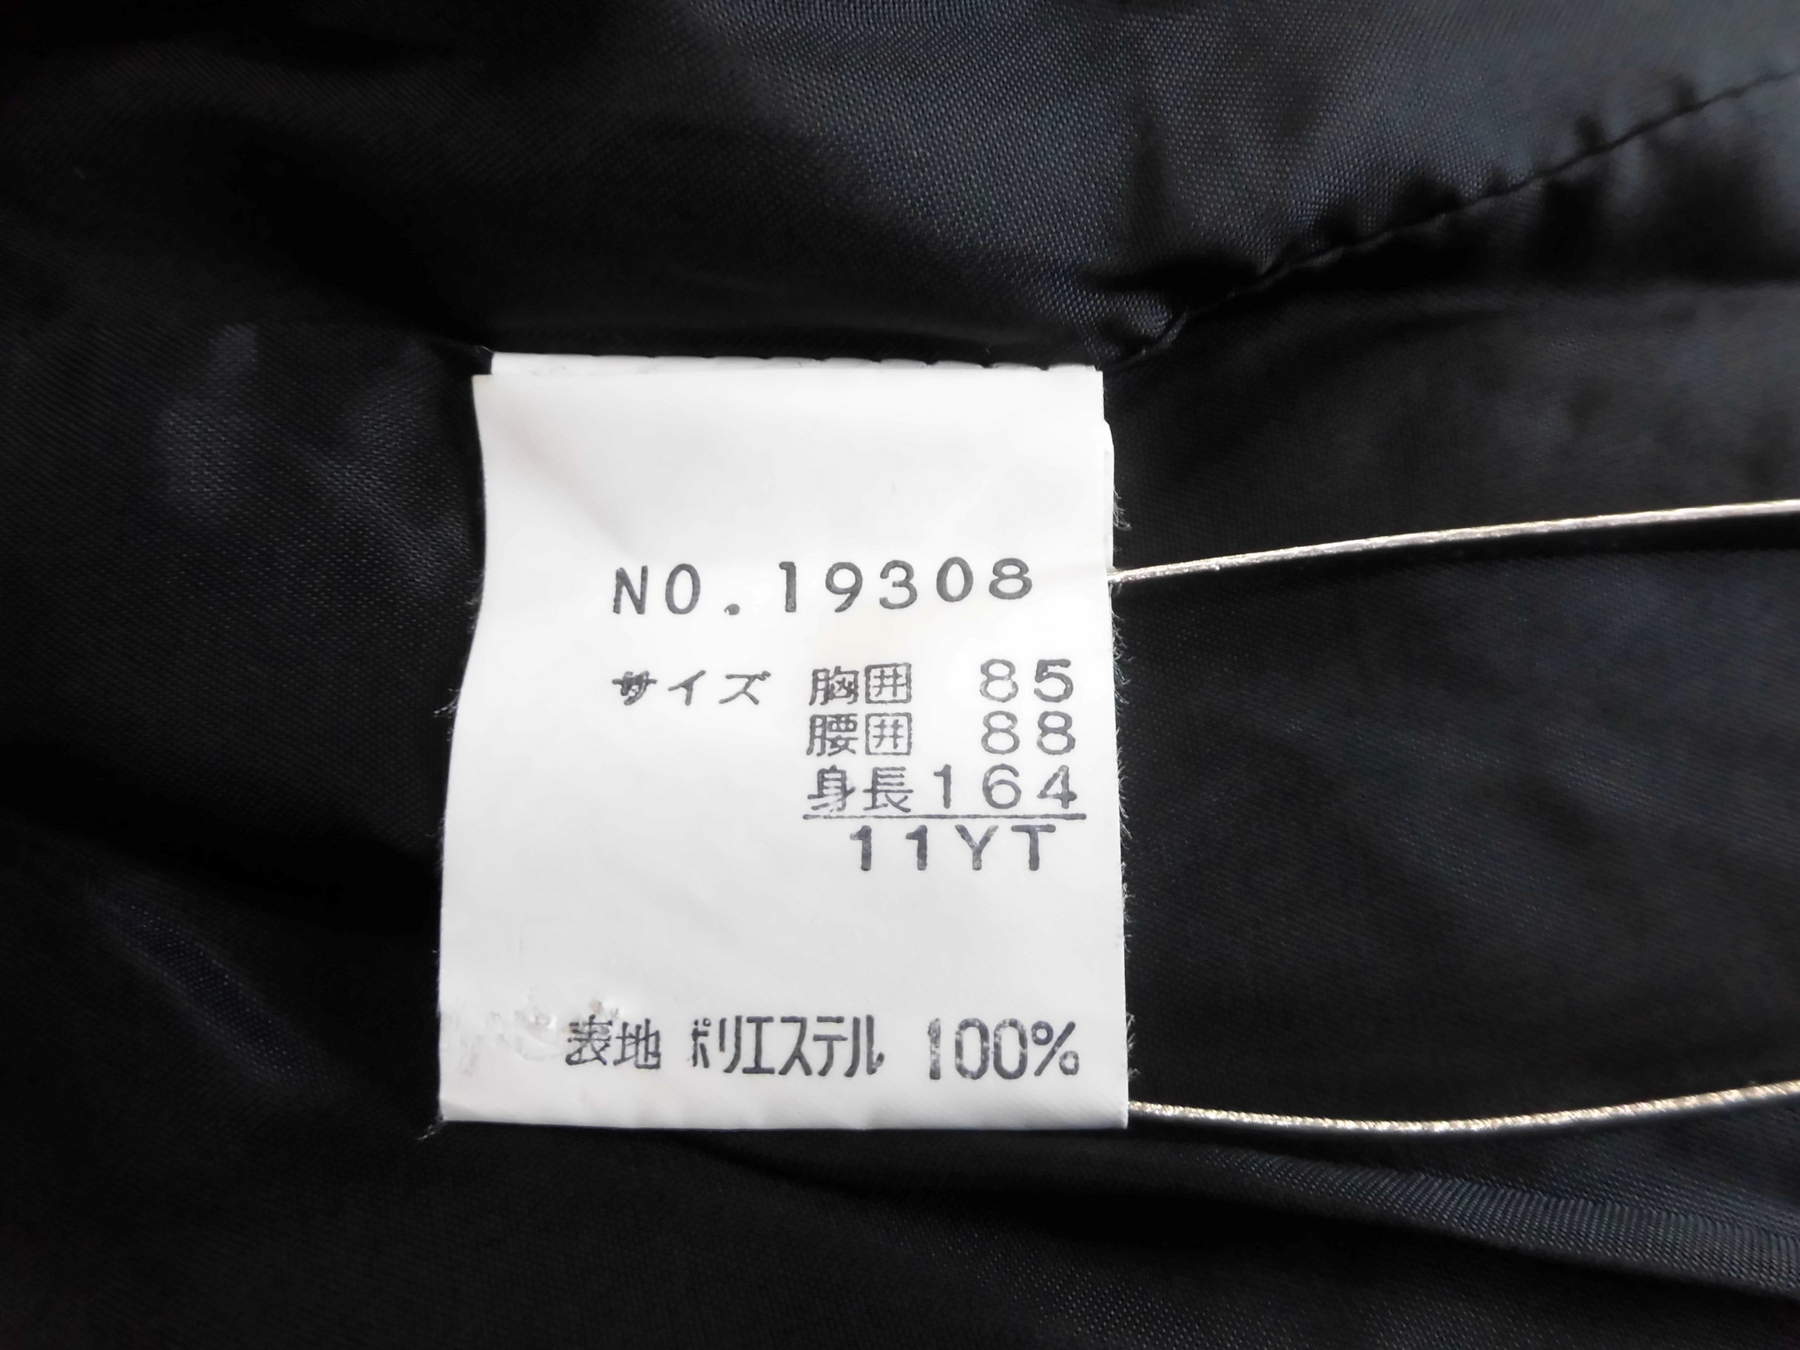 NO.19308
サイズ 胸囲 85
腰囲 88
身長164
11YT
表地 ポリエステル 100%